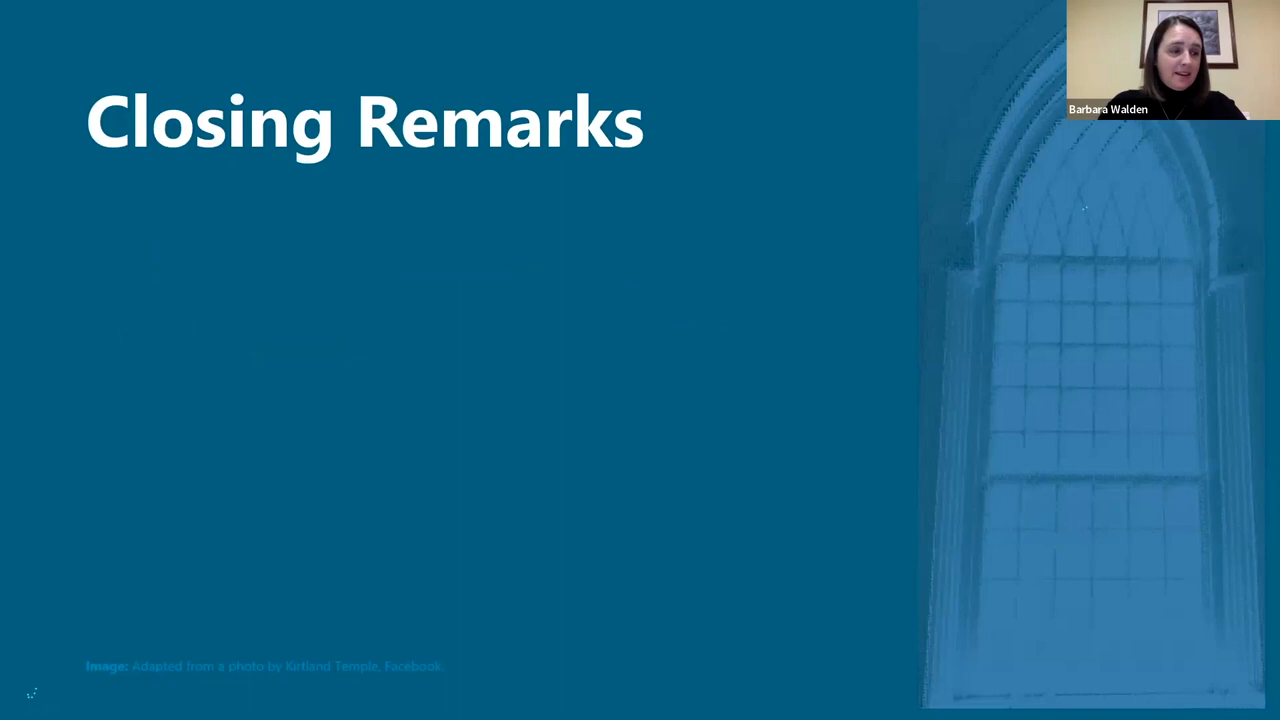 Closing Remarks
Barbara Walden
Image: Adapted from a photo by Kirtland Temple, Facebook.